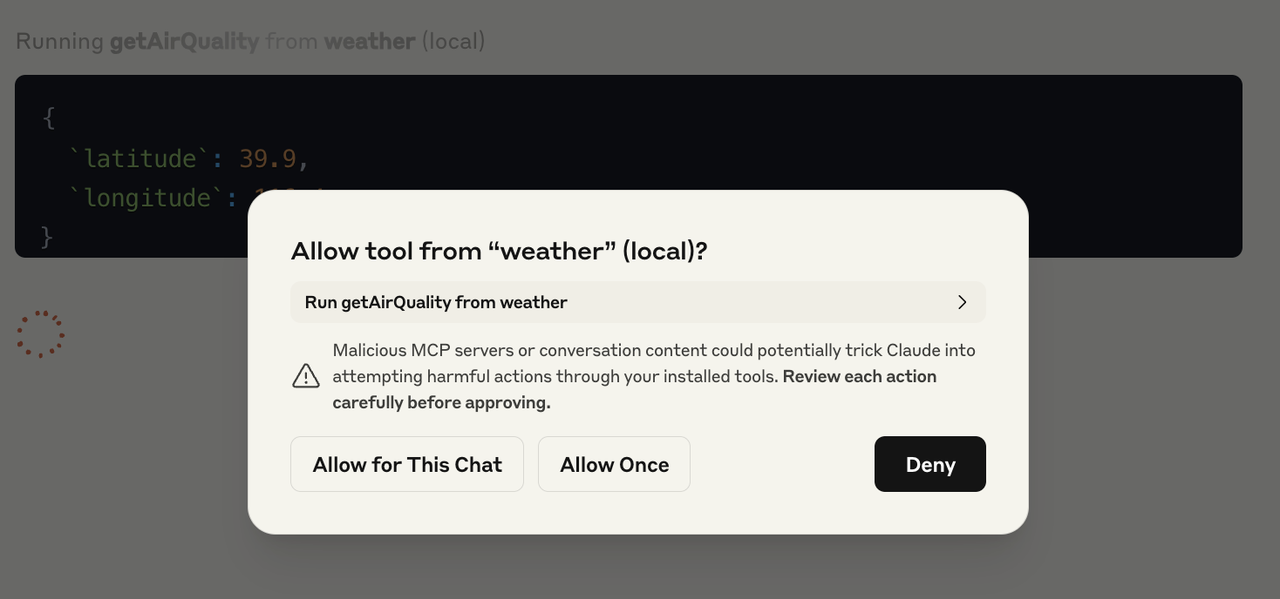 Running getAirQuality from weather (local)
{
`latitude`: 39.9,
`longitude`:
}
Allow tool from “weather” (local)?
Run getAirQuality from weather
Malicious MCP servers or conversation content could potentially trick Claude into
attempting harmful actions through your installed tools. Review each action
carefully before approving.
Allow for This Chat
Allow Once
Deny